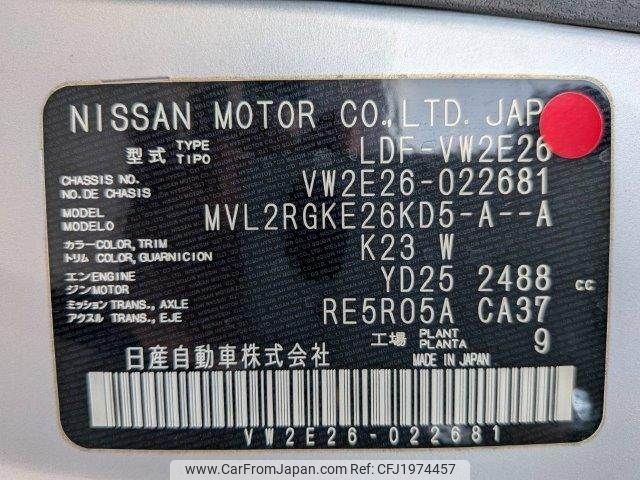 NISSAN MOTOR CO., LTD. JAP
型式 TYPE TIPO LDF-VW2E26
CHASSIS NO. VW2E26-022681
NO. DE CHASIS
MODEL MVL2RGKE26KD5-A--A
MODELO
カラー COLOR, TRIM K23 W
トリム COLOR, GUARNICION
エンジン ENGINE YD25 2488 cc
MOTOR
ミッション TRANS., AXLE RE5R05A CA37
アクスル TRANS., EJE
工場 PLANT PLANTA 9
日産自動車株式会社 MADE IN JAPAN
VW2E26-022681
© www.CarFromJapan.com - ID: CFJ1974457